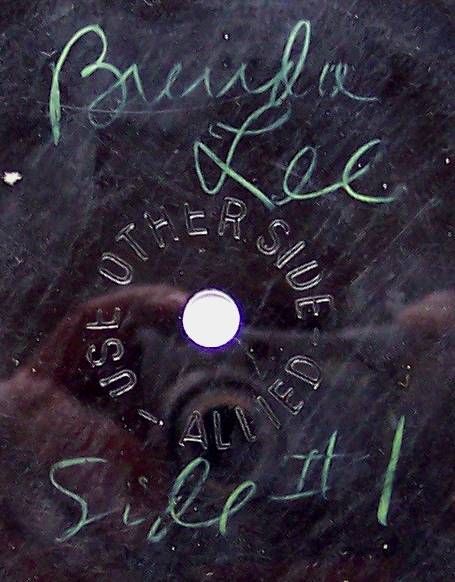 Brenda
Lee
USE OTHER SIDE
- ALLIED -
Side # 1